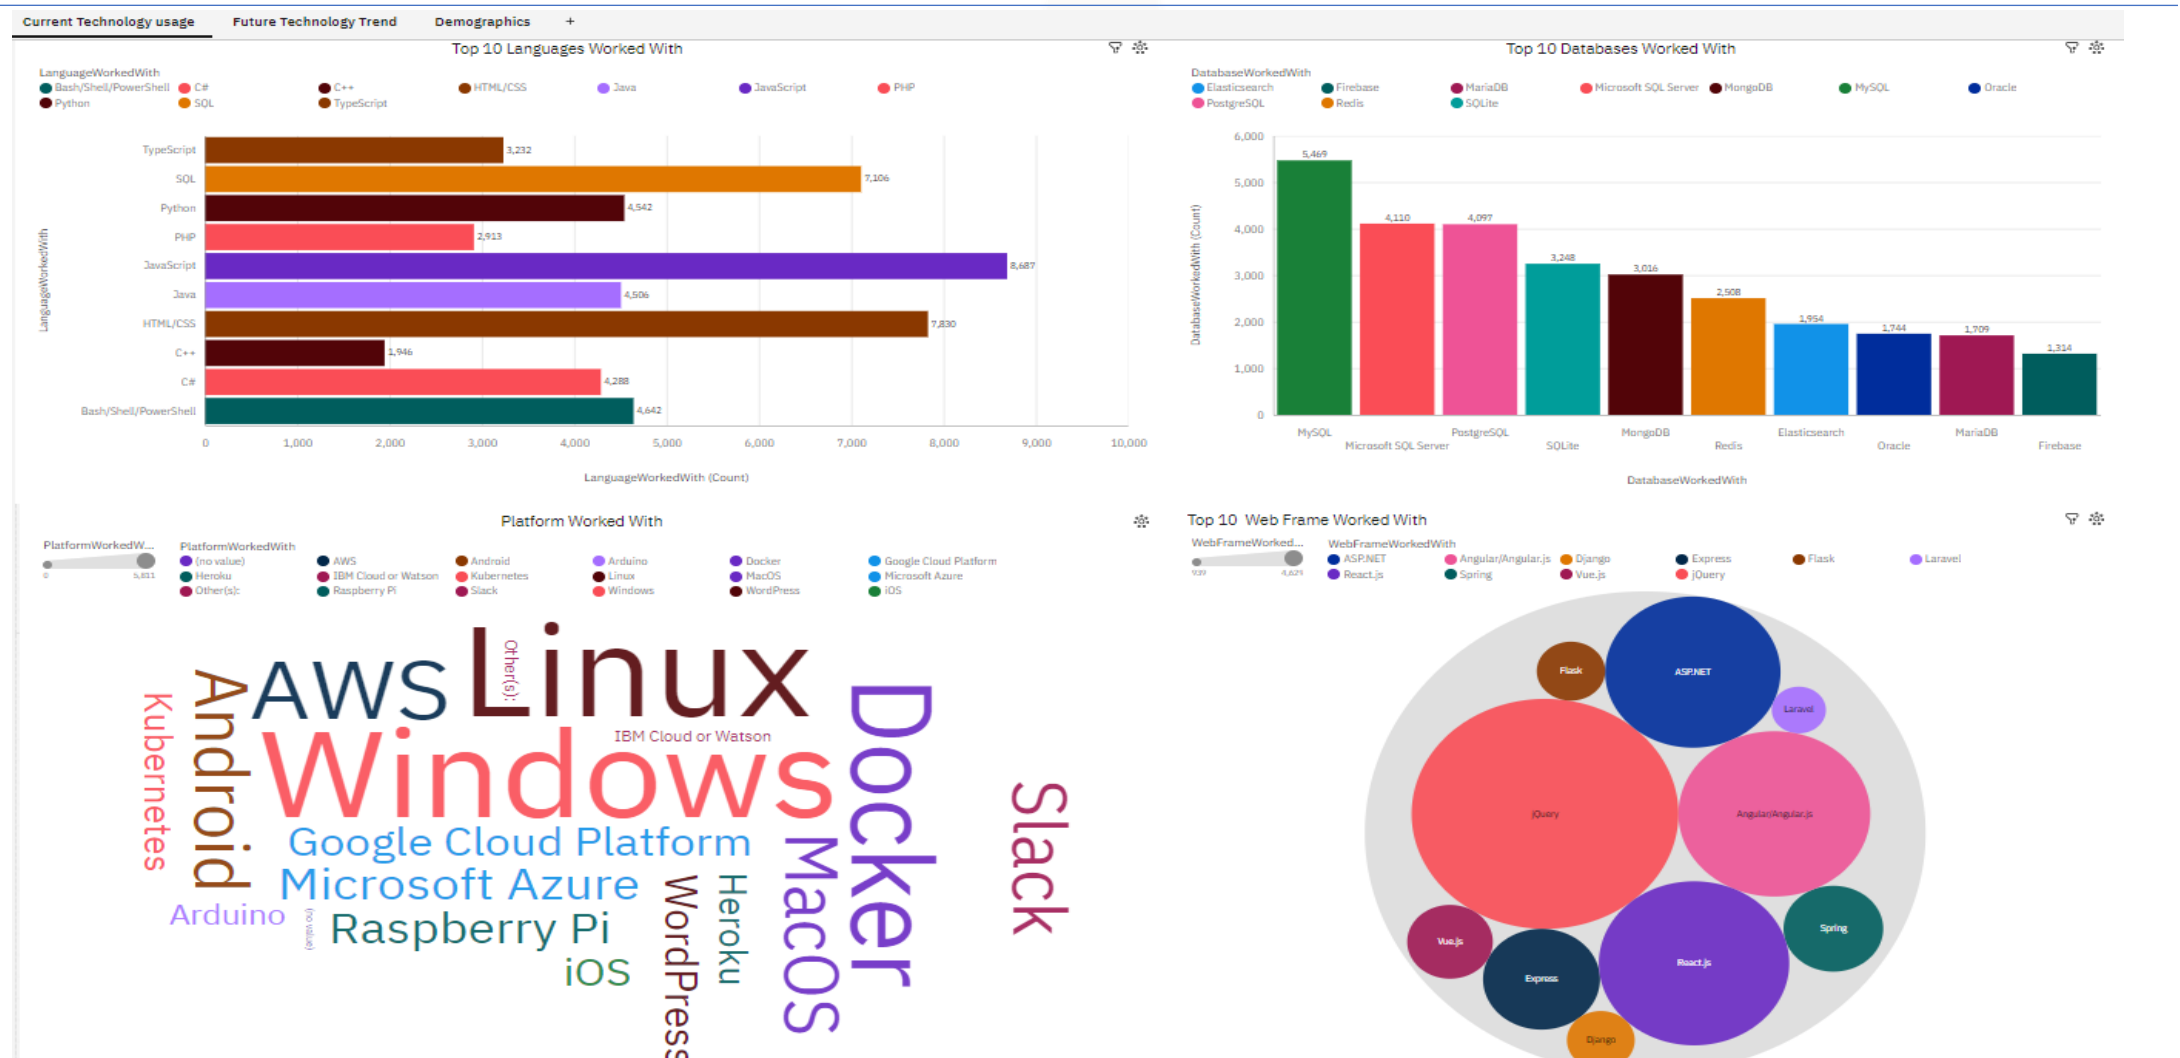 Current Technology usage Future Technology Trend Demographics +
Top 10 Languages Worked With
LanguageWorkedWith
Bash/Shell/PowerShell C# C++ HTML/CSS Java JavaScript PHP
Python SQL TypeScript
TypeScript 3,232
SQL 7,106
Python 4,542
PHP 2,913
JavaScript 8,687
Java 4,506
HTML/CSS 7,830
C++ 1,946
C# 4,288
Bash/Shell/PowerShell 4,642
LanguageWorkedWith
0 1,000 2,000 3,000 4,000 5,000 6,000 7,000 8,000 9,000 10,000
LanguageWorkedWith (Count)
Top 10 Databases Worked With
DatabaseWorkedWith
Elasticsearch Firebase MariaDB Microsoft SQL Server MongoDB MySQL Oracle
PostgreSQL Redis SQLite
6,000
5,000
4,000
3,000
2,000
1,000
0
DatabaseWorkedWith (Count)
5,469 4,110 4,097 3,248 3,016 2,508 1,954 1,744 1,709 1,314
MySQL Microsoft SQL Server PostgreSQL SQLite MongoDB Redis Elasticsearch Oracle MariaDB Firebase
DatabaseWorkedWith
Platform Worked With
PlatformWorkedW...
0 5,811
PlatformWorkedWith
(no value) AWS Android Arduino Docker Google Cloud Platform
Heroku IBM Cloud or Watson Kubernetes Linux MacOS Microsoft Azure
Other(s): Raspberry Pi Slack Windows WordPress iOS
Kubernetes
Android
AWS
Linux
Other(s):
IBM Cloud or Watson
Windows
Docker
Slack
Google Cloud Platform
Microsoft Azure
MacOS
Arduino
(no value)
Raspberry Pi
WordPress
Heroku
iOS
Top 10 Web Frame Worked With
WebFrameWorked...
939 4,629
WebFrameWorkedWith
ASP.NET Angular/Angular.js Django Express Flask Laravel
React.js Spring Vue.js jQuery
Flask
ASP.NET
Laravel
jQuery
Angular/Angular.js
Vue.js
Spring
Express
React.js
Django